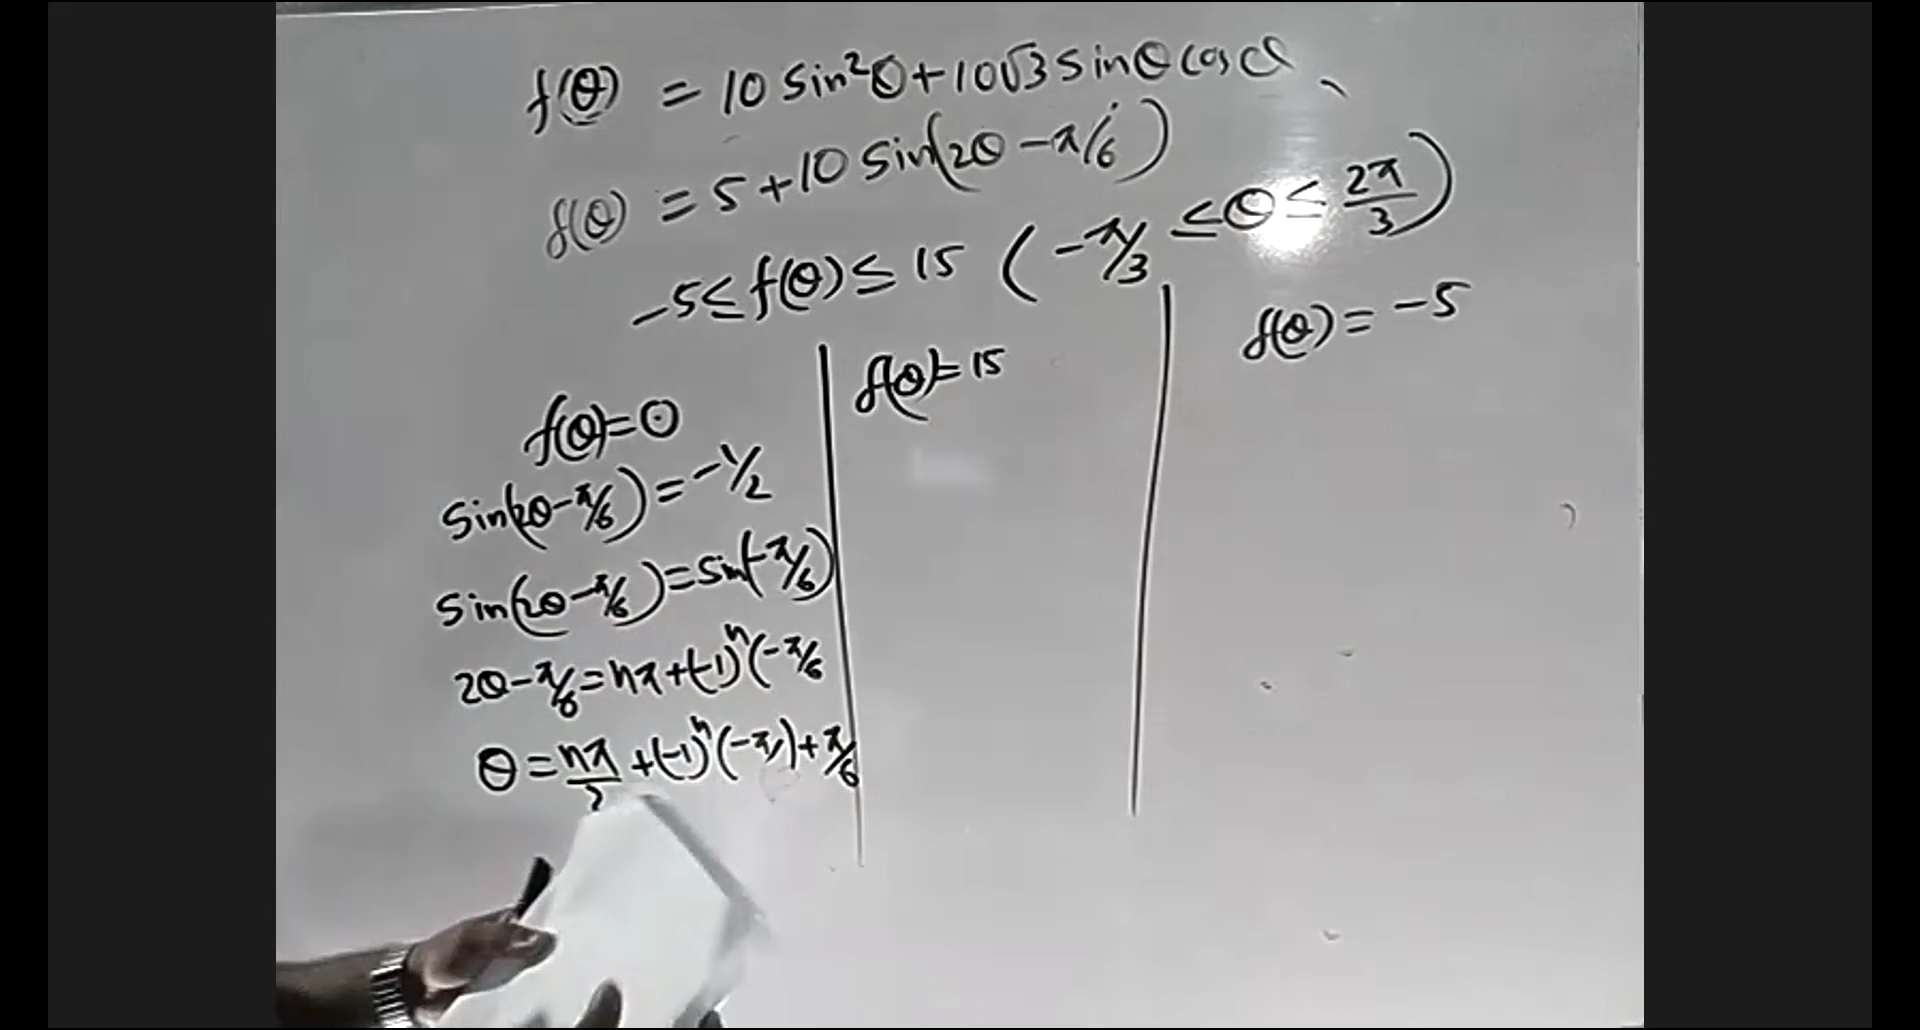 f(θ) = 10 sin²θ + 10√3 sinθ cosθ
f(θ) = 5 + 10 sin(2θ - π/6)
-5 ≤ f(θ) ≤ 15 (-π/3 ≤ θ ≤ 2π/3)
f(θ) = 0
sin(2θ - π/6) = -1/2
sin(2θ - π/6) = sin(-π/6)
2θ - π/6 = nπ + (-1)ⁿ(-π/6
θ = nπ/2 + (-1)ⁿ(-π/) + π/6
f(θ) = 15
f(θ) = -5